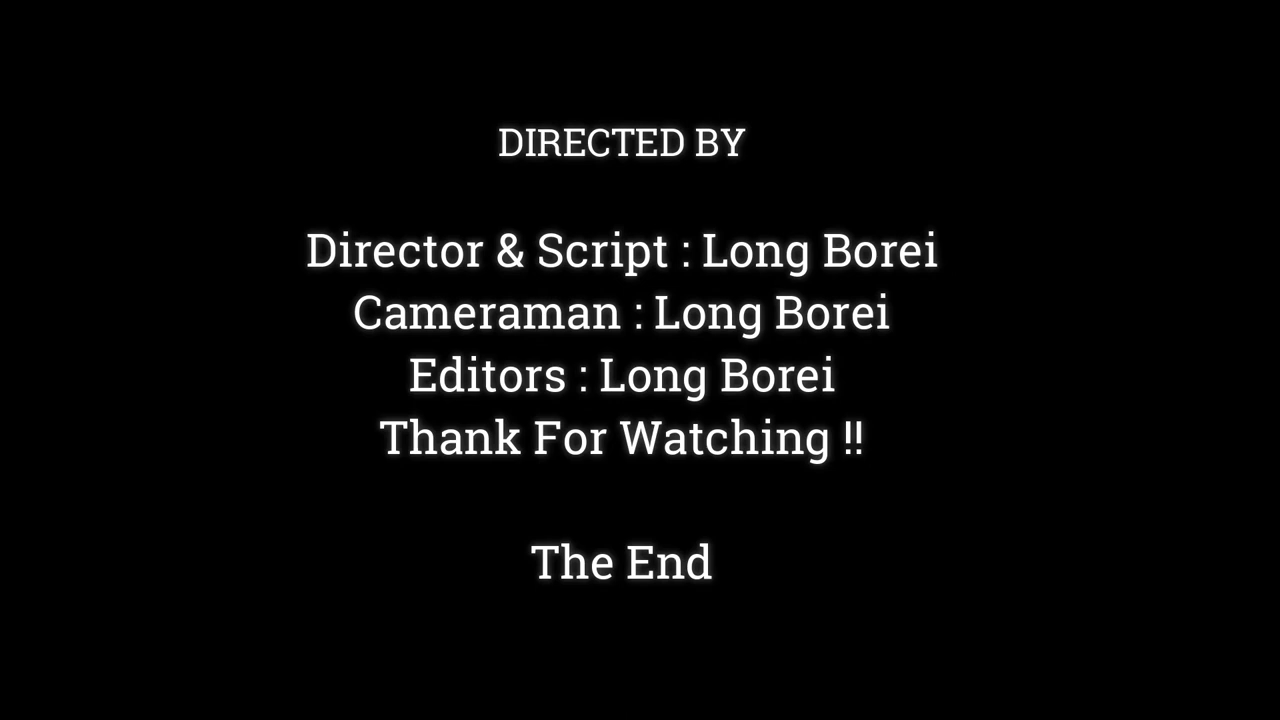 DIRECTED BY
Director & Script : Long Borei
Cameraman : Long Borei
Editors : Long Borei
Thank For Watching !!
The End